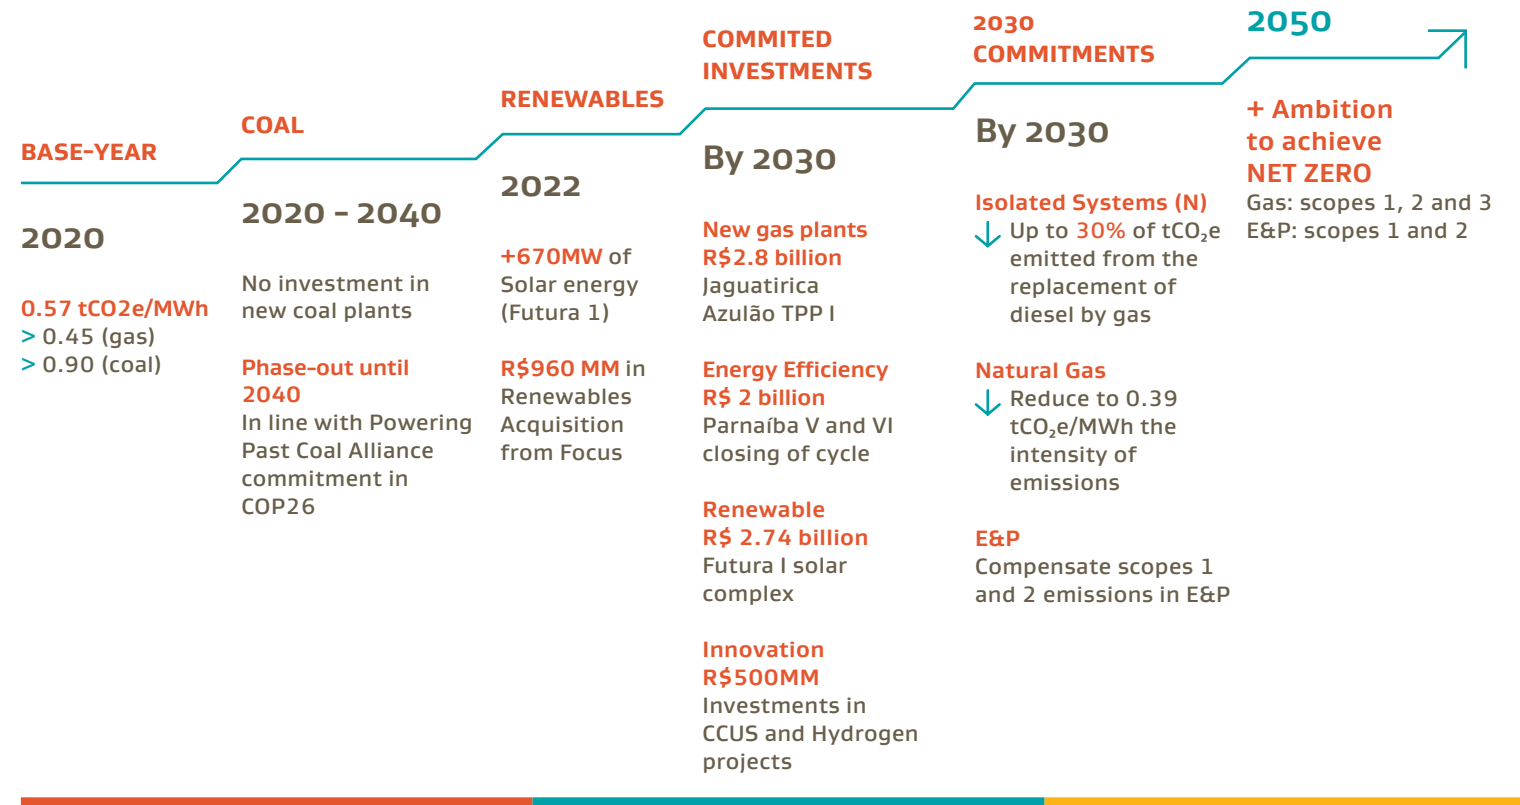 BASE-YEAR
2020
0.57 tCO2e/MWh
> 0.45 (gas)
> 0.90 (coal)
COAL
2020 - 2040
No investment in
new coal plants
Phase-out until
2040
In line with Powering
Past Coal Alliance
commitment in
COP26
RENEWABLES
2022
+670MW of
Solar energy
(Futura 1)
R$960 MM in
Renewables
Acquisition
from Focus
COMMITED
INVESTMENTS
By 2030
New gas plants
R$2.8 billion
Jaguatirica
Azulão TPP I
Energy Efficiency
R$ 2 billion
Parnaíba V and VI
closing of cycle
Renewable
R$ 2.74 billion
Futura I solar
complex
Innovation
R$500MM
Investments in
CCUS and Hydrogen
projects
2030
COMMITMENTS
By 2030
Isolated Systems (N)
Up to 30% of tCO₂e
emitted from the
replacement of
diesel by gas
Natural Gas
Reduce to 0.39
tCO₂e/MWh the
intensity of
emissions
E&P
Compensate scopes 1
and 2 emissions in E&P
2050
+ Ambition
to achieve
NET ZERO
Gas: scopes 1, 2 and 3
E&P: scopes 1 and 2